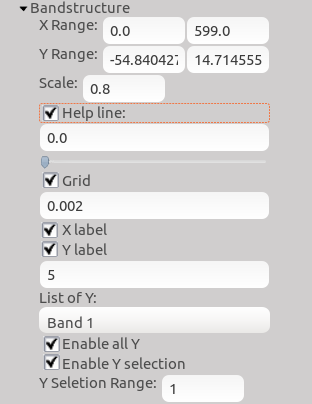 Bandstructure
X Range: 0.0 599.0
Y Range: -54.840427 14.714555
Scale: 0.8
Help line:
0.0
Grid
0.002
X label
Y label
5
List of Y:
Band 1
Enable all Y
Enable Y selection
Y Seletion Range: 1